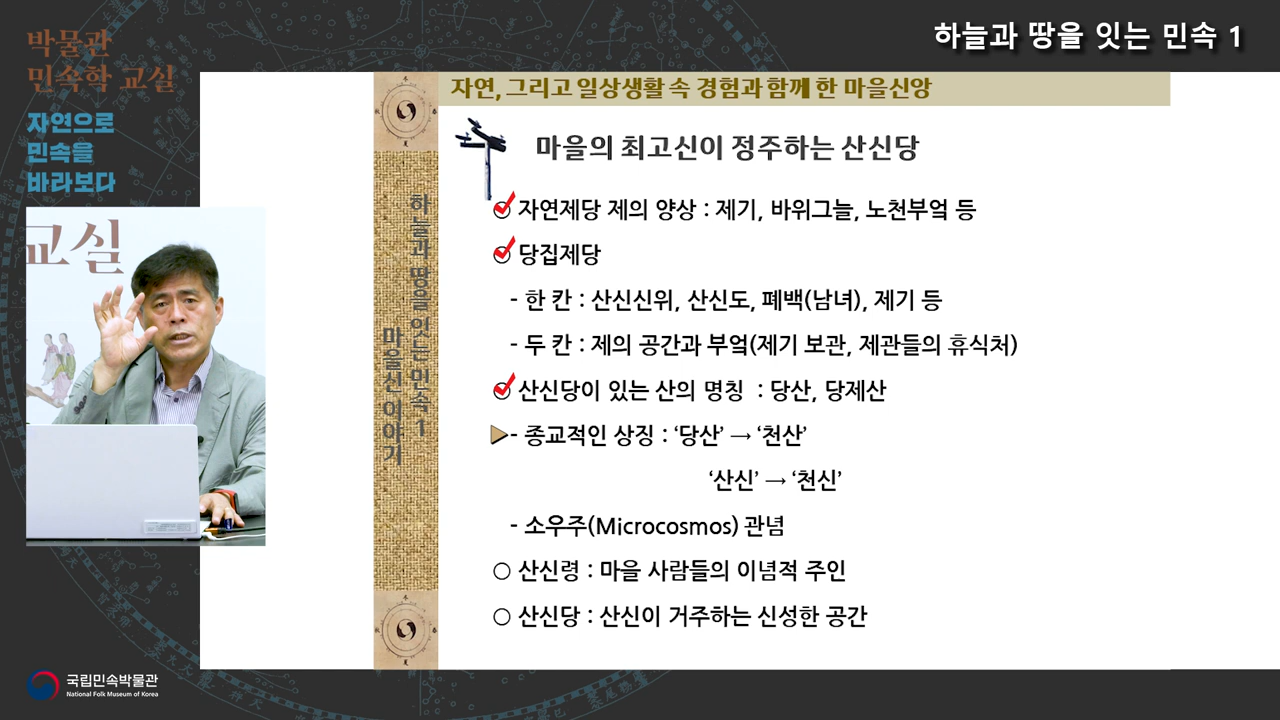 하늘과 땅을 잇는 민속 1
박물관
민속학 교실
자연으로
민속을
바라보다
교실
하늘과 땅을 잇는 민속 1
마을신 이야기
자연, 그리고 일상생활 속 경험과 함께 한 마을신앙
마을의 최고신이 정주하는 산신당
자연제당 제의 양상 : 제기, 바위그늘, 노천부엌 등
당집제당
- 한 칸 : 산신신위, 산신도, 폐백(남녀), 제기 등
- 두 칸 : 제의 공간과 부엌(제기 보관, 제관들의 휴식처)
산신당이 있는 산의 명칭 : 당산, 당제산
- 종교적인 상징 : ‘당산’ → ‘천산’
‘산신’ → ‘천신’
- 소우주(Microcosmos) 관념
○ 산신령 : 마을 사람들의 이념적 주인
○ 산신당 : 산신이 거주하는 신성한 공간
국립민속박물관
National Folk Museum of Korea